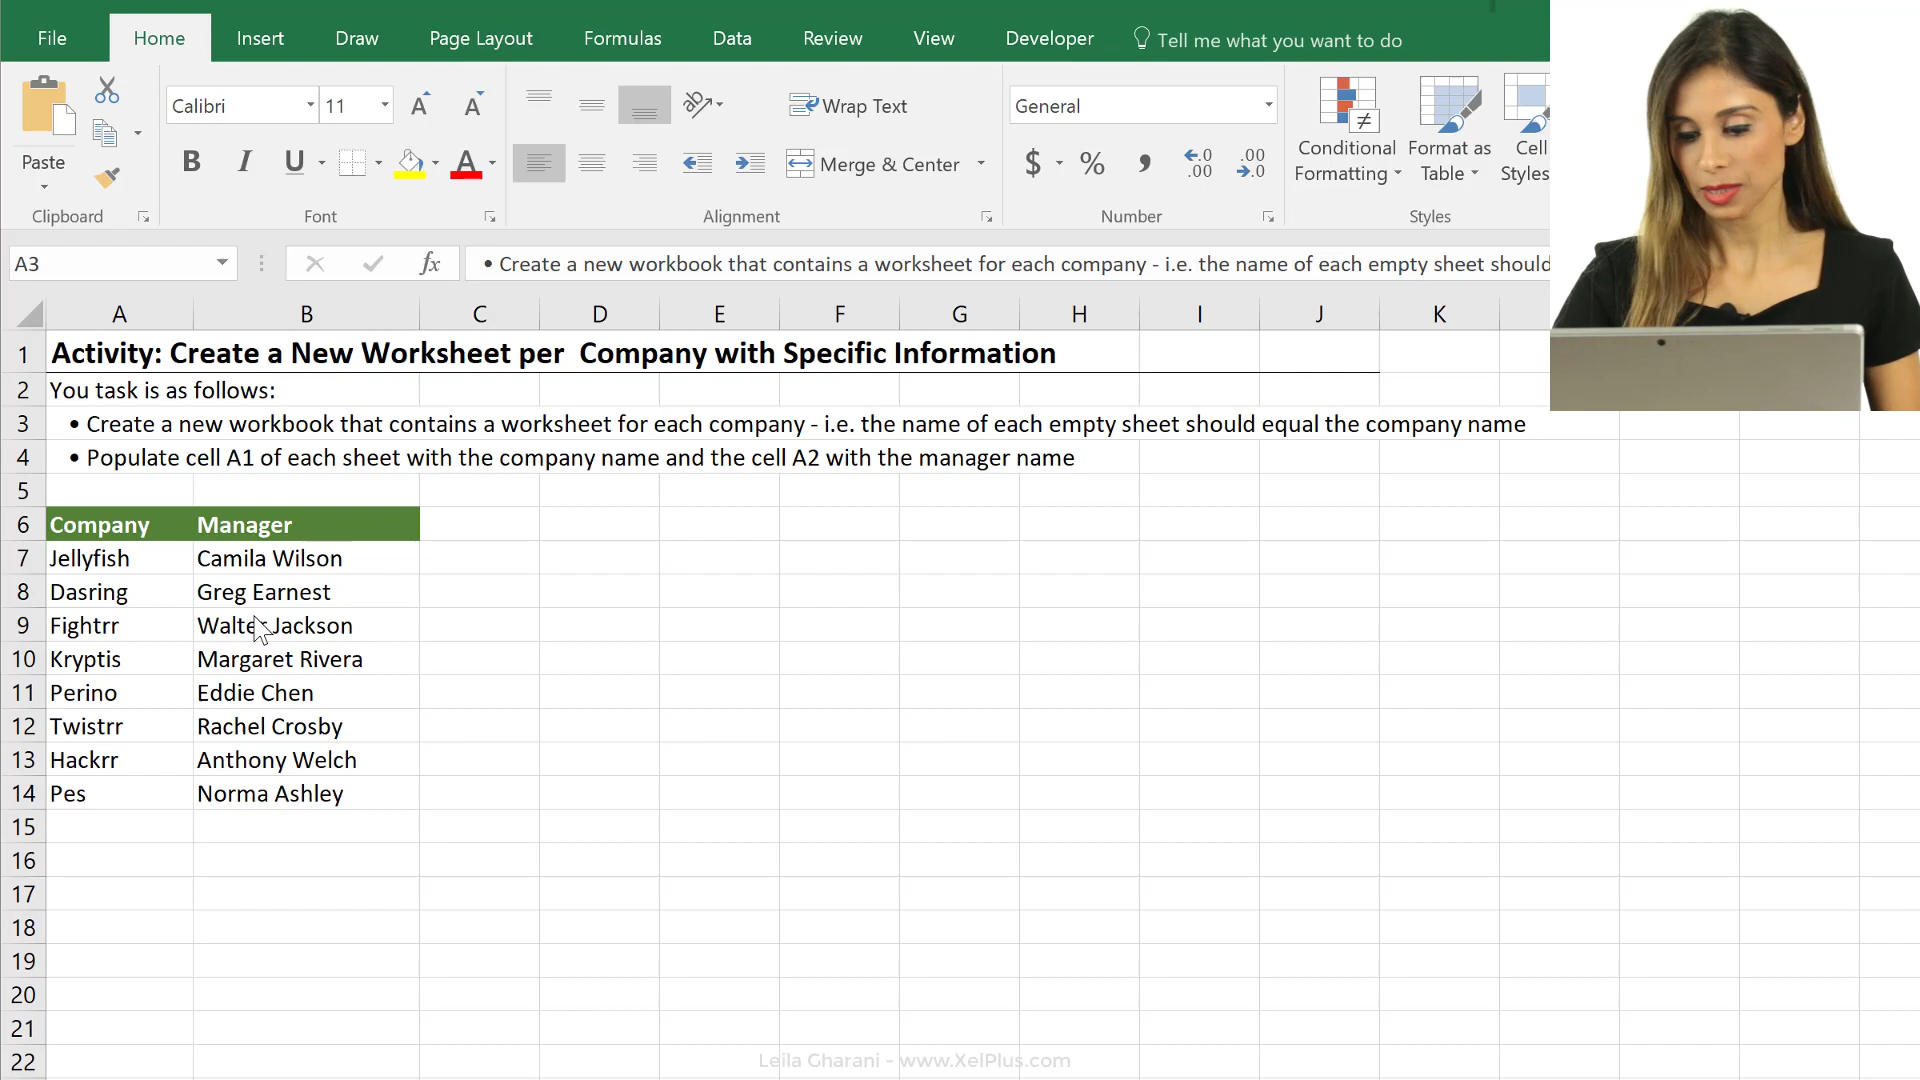 File Home Insert Draw Page Layout Formulas Data Review View Developer Tell me what you want to do
Calibri 11 A A ab Wrap Text General
Paste B I U A Merge & Center $ % , .0 .00 .00 .0 Conditional Formatting Format as Table Cell Styles
Clipboard Font Alignment Number Styles
A3 fx • Create a new workbook that contains a worksheet for each company - i.e. the name of each empty sheet should
A B C D E F G H I J K
1 Activity: Create a New Worksheet per Company with Specific Information
2 You task is as follows:
3 • Create a new workbook that contains a worksheet for each company - i.e. the name of each empty sheet should equal the company name
4 • Populate cell A1 of each sheet with the company name and the cell A2 with the manager name
5
6 Company Manager
7 Jellyfish Camila Wilson
8 Dasring Greg Earnest
9 Fightrr Walter Jackson
10 Kryptis Margaret Rivera
11 Perino Eddie Chen
12 Twistrr Rachel Crosby
13 Hackrr Anthony Welch
14 Pes Norma Ashley
15
16
17
18
19
20
21
22
Leila Gharani - www.XelPlus.com